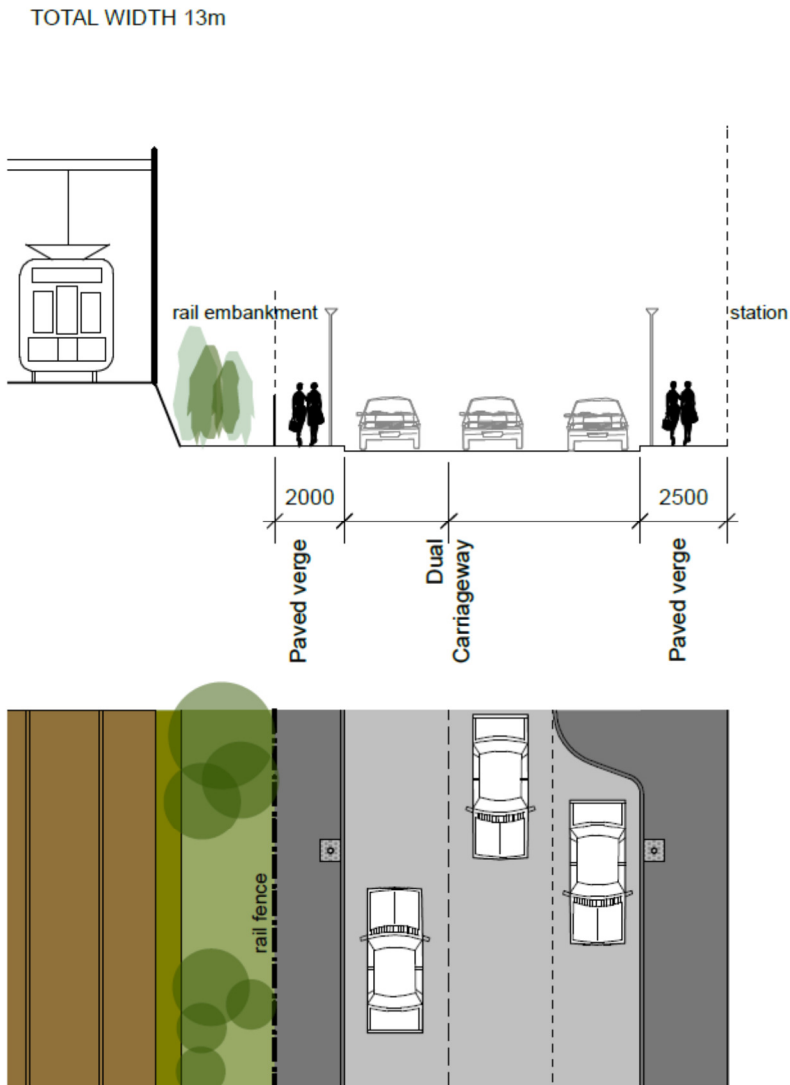 TOTAL WIDTH 13m
rail embankment
station
2000
2500
Paved verge
Dual
Carriageway
Paved verge
rail fence